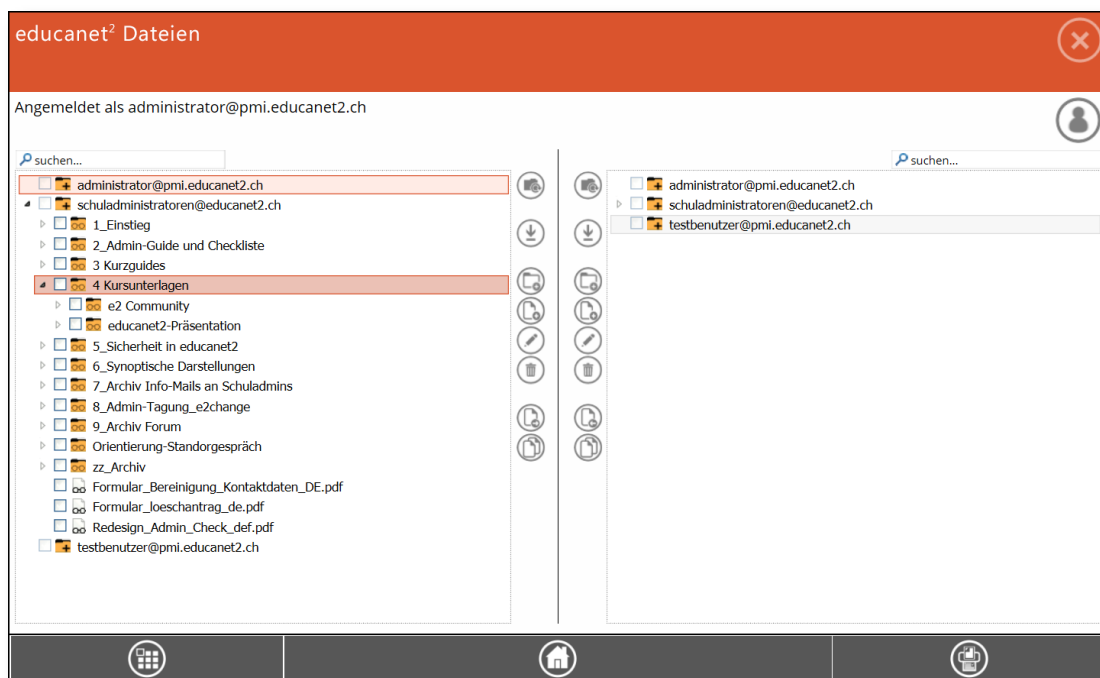 educanet² Dateien
Angemeldet als administrator@pmi.educanet2.ch
suchen...
administrator@pmi.educanet2.ch
schuladministratoren@educanet2.ch
1_Einstieg
2_Admin-Guide und Checkliste
3 Kurzguides
4 Kursunterlagen
e2 Community
educanet2-Präsentation
5_Sicherheit in educanet2
6_Synoptische Darstellungen
7_Archiv Info-Mails an Schuladmins
8_Admin-Tagung_e2change
9_Archiv Forum
Orientierung-Standorgespräch
zz_Archiv
Formular_Bereinigung_Kontaktdaten_DE.pdf
Formular_loeschantrag_de.pdf
Redesign_Admin_Check_def.pdf
testbenutzer@pmi.educanet2.ch
suchen...
administrator@pmi.educanet2.ch
schuladministratoren@educanet2.ch
testbenutzer@pmi.educanet2.ch